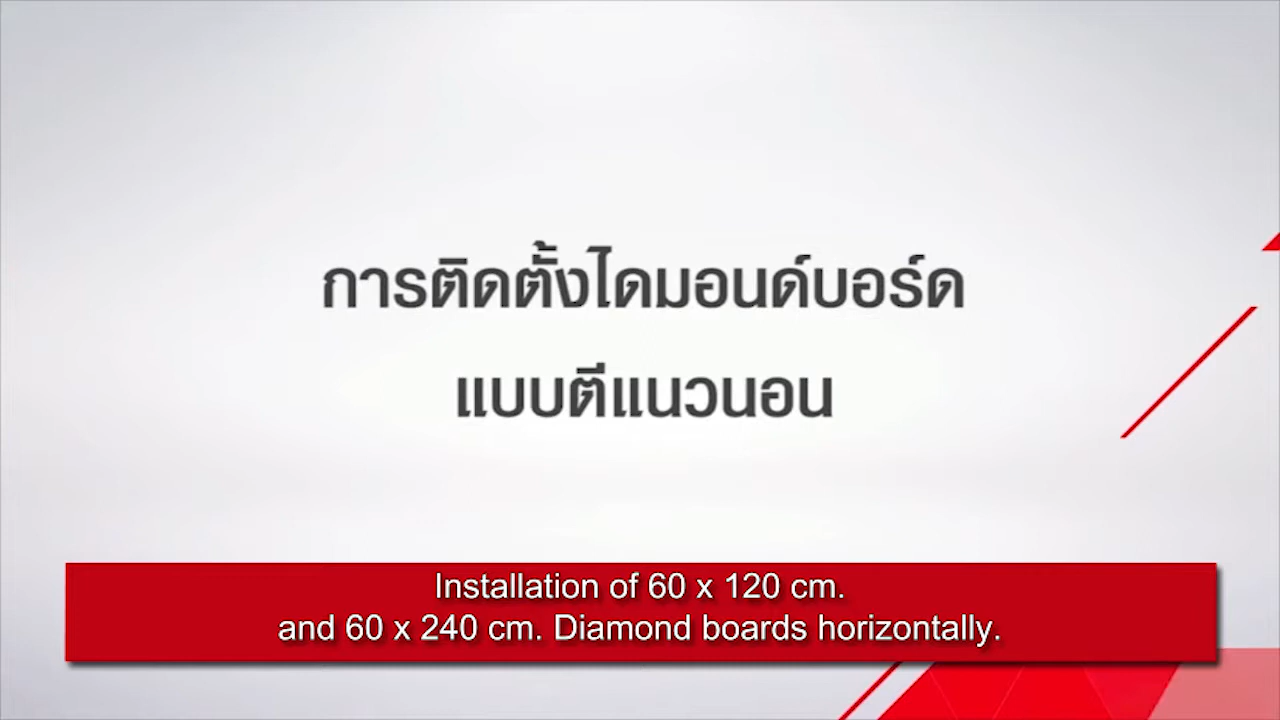 การติดตั้งไดมอนด์บอร์ด
แบบตีแนวนอน
Installation of 60 x 120 cm.
and 60 x 240 cm. Diamond boards horizontally.